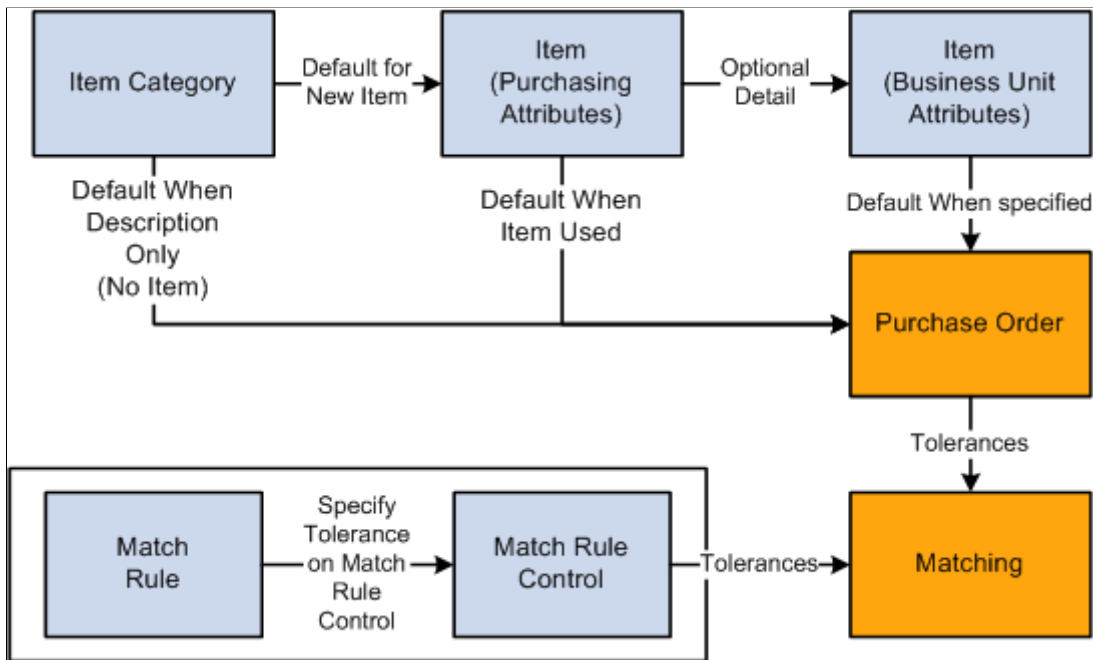 Item Category
Default for
New Item
Item
(Purchasing
Attributes)
Optional
Detail
Item
(Business Unit
Attributes)
Default When
Description
Only
(No Item)
Default When
Item Used
Default When specified
Purchase Order
Tolerances
Match
Rule
Specify
Tolerance
on Match
Rule
Control
Match Rule
Control
Tolerances
Matching